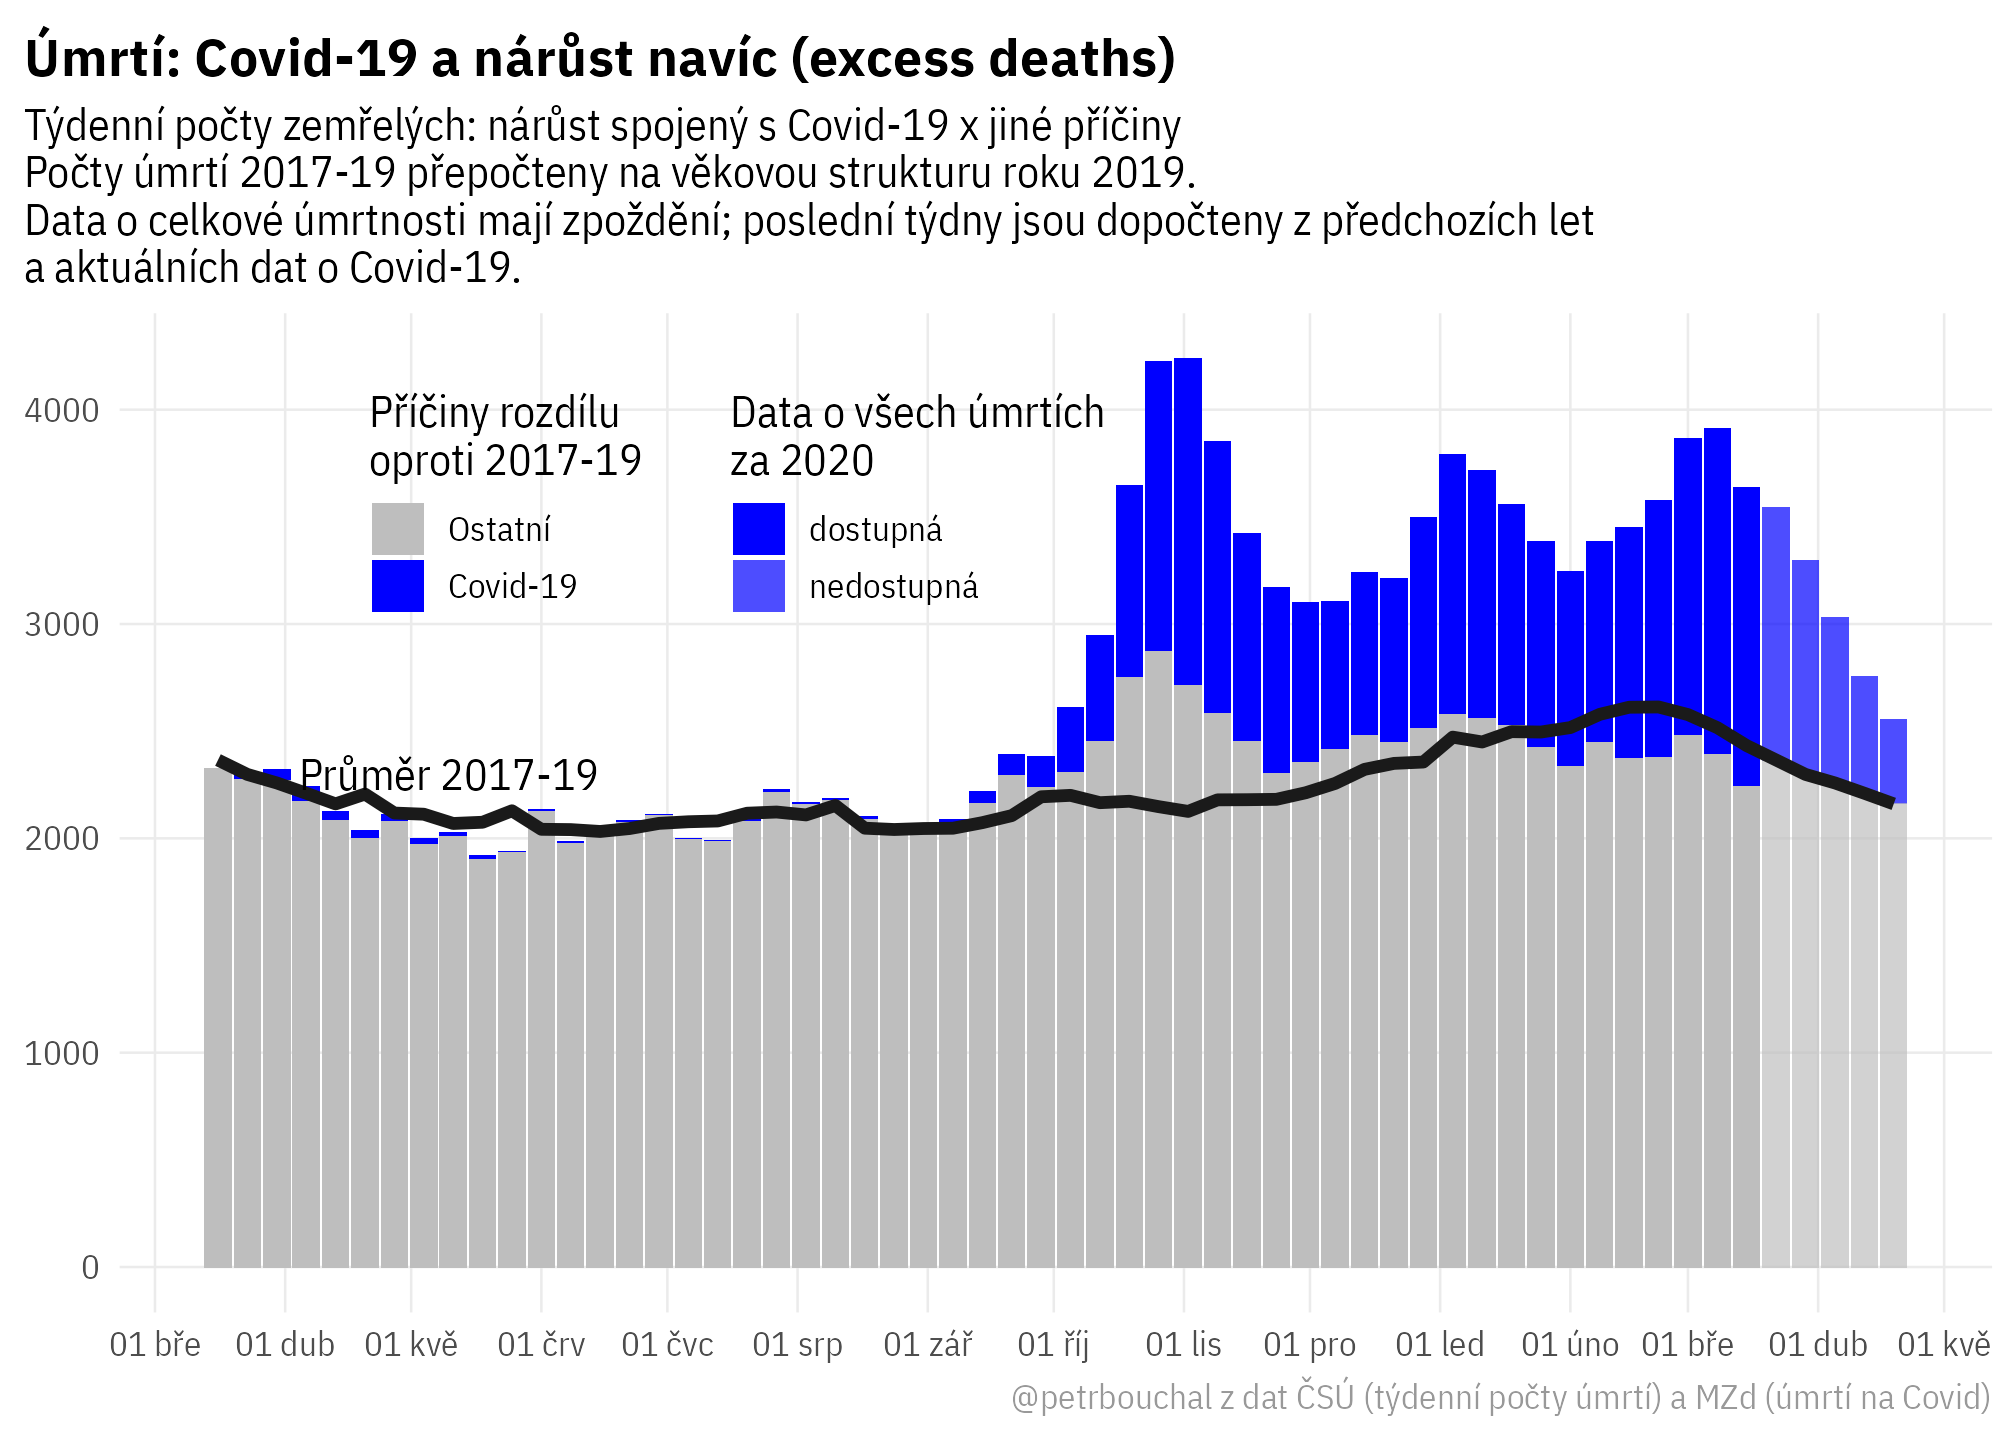 Úmrtí: Covid-19 a nárůst navíc (excess deaths)
Týdenní počty zemřelých: nárůst spojený s Covid-19 x jiné příčiny
Počty úmrtí 2017-19 přepočteny na věkovou strukturu roku 2019.
Data o celkové úmrtnosti mají zpoždění; poslední týdny jsou dopočteny z předchozích let
a aktuálních dat o Covid-19.
4000
3000
2000
1000
0
Příčiny rozdílu
oproti 2017-19
Ostatní
Covid-19
Data o všech úmrtích
za 2020
dostupná
nedostupná
Průměr 2017-19
01 bře 01 dub 01 kvě 01 črv 01 čvc 01 srp 01 zář 01 říj 01 lis 01 pro 01 led 01 úno 01 bře 01 dub 01 kvě
@petrbouchal z dat ČSÚ (týdenní počty úmrtí) a MZd (úmrtí na Covid)